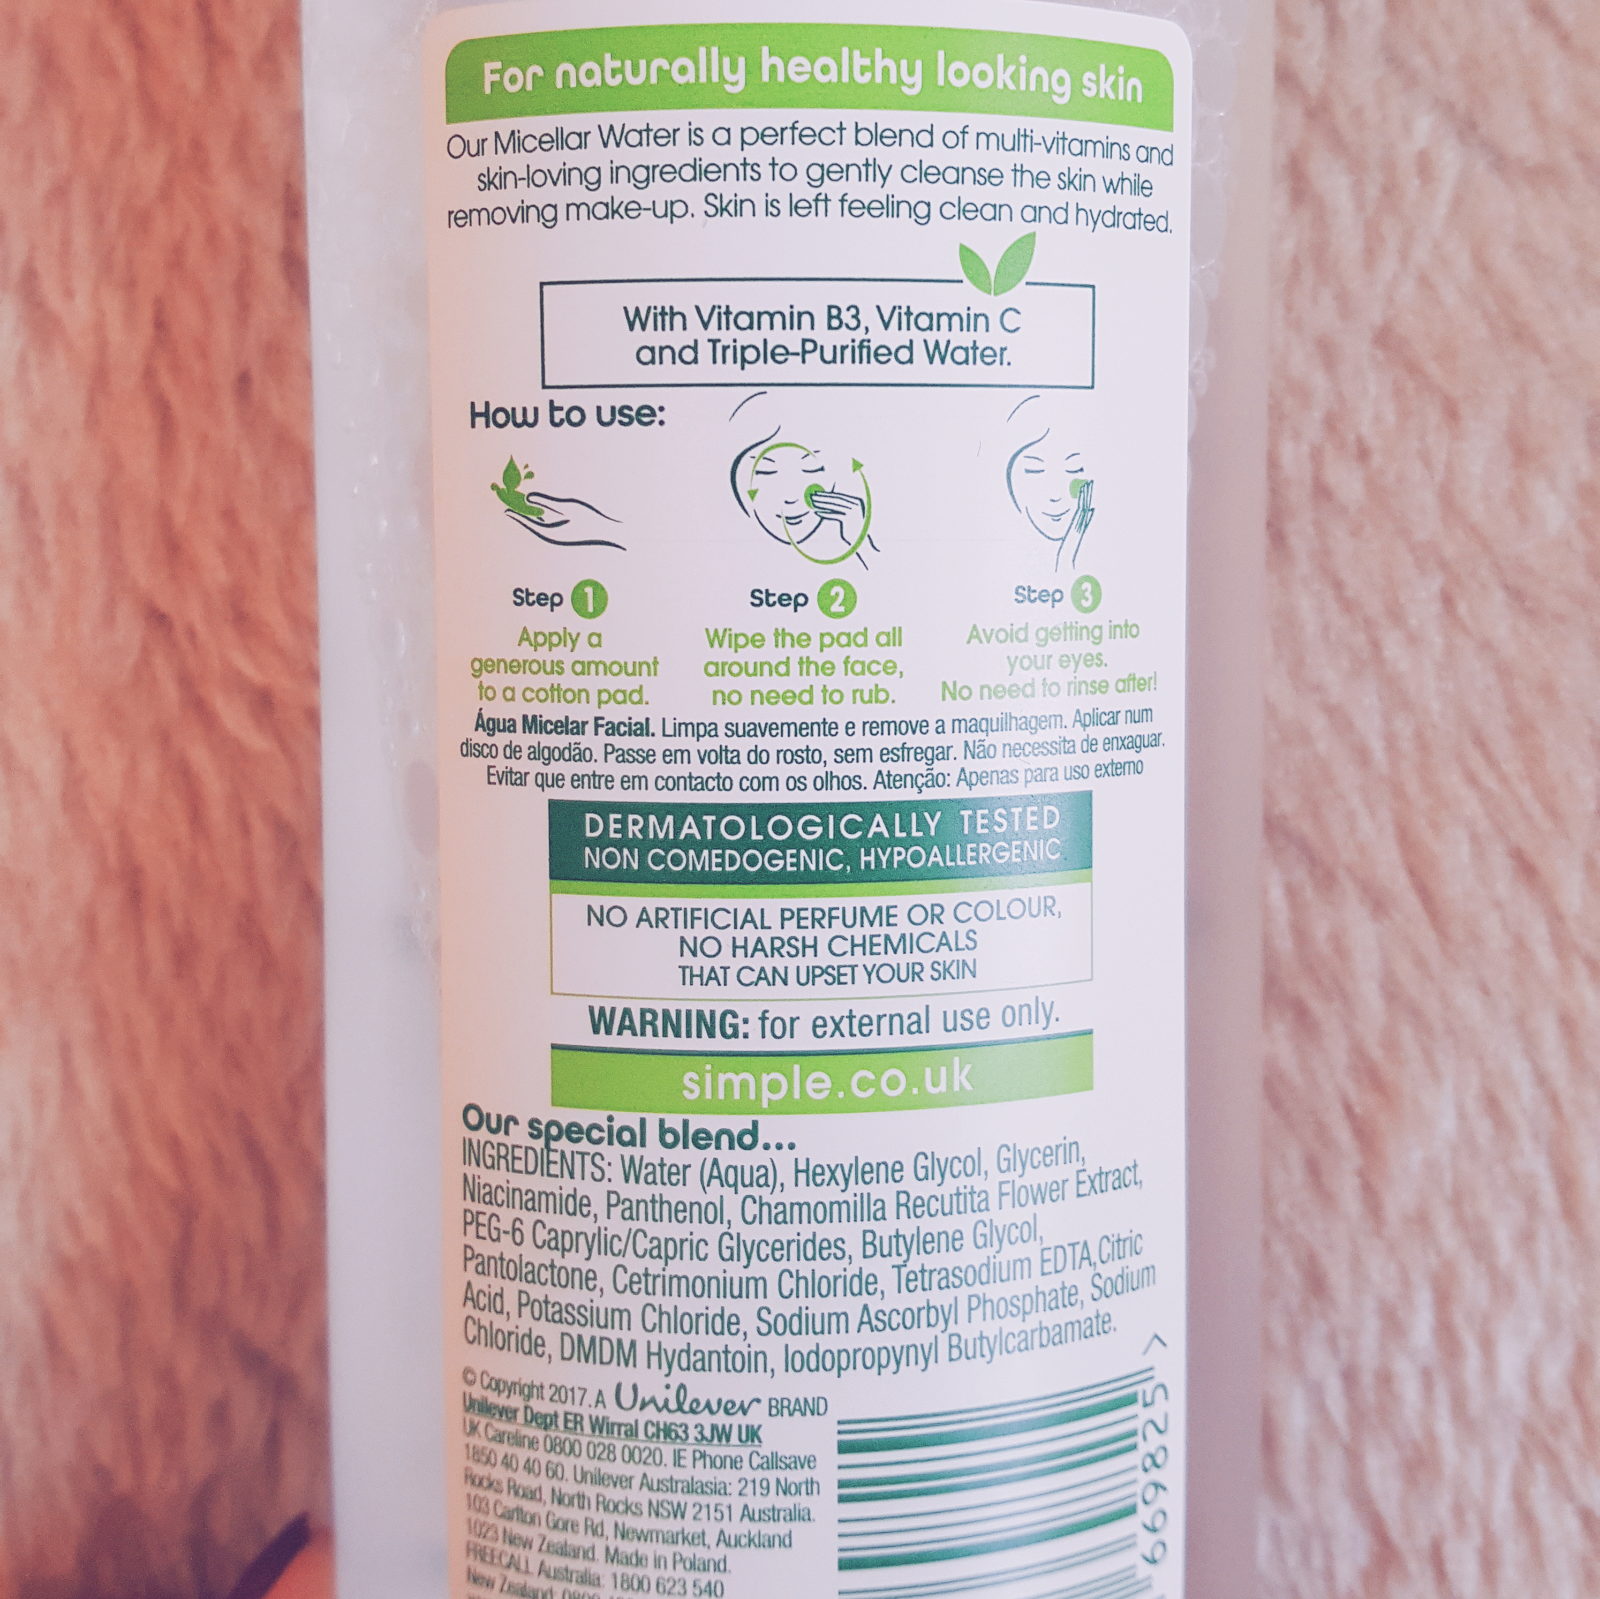 For naturally healthy looking skin
Our Micellar Water is a perfect blend of multi-vitamins and
skin-loving ingredients to gently cleanse the skin while
removing make-up. Skin is left feeling clean and hydrated.
With Vitamin B3, Vitamin C
and Triple-Purified Water.
How to use:
Step 1
Apply a
generous amount
to a cotton pad.
Step 2
Wipe the pad all
around the face,
no need to rub.
Step 3
Avoid getting into
your eyes.
No need to rinse after!
Água Micelar Facial. Limpa suavemente e remove a maquilhagem. Aplicar num
disco de algodão. Passe em volta do rosto, sem esfregar. Não necessita de enxaguar.
Evitar que entre em contacto com os olhos. Atenção: Apenas para uso externo
DERMATOLOGICALLY TESTED
NON COMEDOGENIC, HYPOALLERGENIC
NO ARTIFICIAL PERFUME OR COLOUR,
NO HARSH CHEMICALS
THAT CAN UPSET YOUR SKIN
WARNING: for external use only.
simple.co.uk
Our special blend...
INGREDIENTS: Water (Aqua), Hexylene Glycol, Glycerin,
Niacinamide, Panthenol, Chamomilla Recutita Flower Extract,
PEG-6 Caprylic/Capric Glycerides, Butylene Glycol,
Pantolactone, Cetrimonium Chloride, Tetrasodium EDTA, Citric
Acid, Potassium Chloride, Sodium Ascorbyl Phosphate, Sodium
Chloride, DMDM Hydantoin, Iodopropynyl Butylcarbamate.
© Copyright 2017. A Unilever BRAND
Unilever Dept ER Wirral CH63 3JW UK
UK Careline 0800 028 0020. IE Phone Callsave
1850 40 40 60. Unilever Australasia: 219 North
Rocks Road, North Rocks NSW 2151 Australia.
103 Carlton Gore Rd, Newmarket, Auckland
1023 New Zealand. Made in Poland.
FREECALL Australia: 1800 623 540
New Zealand:
669825 >